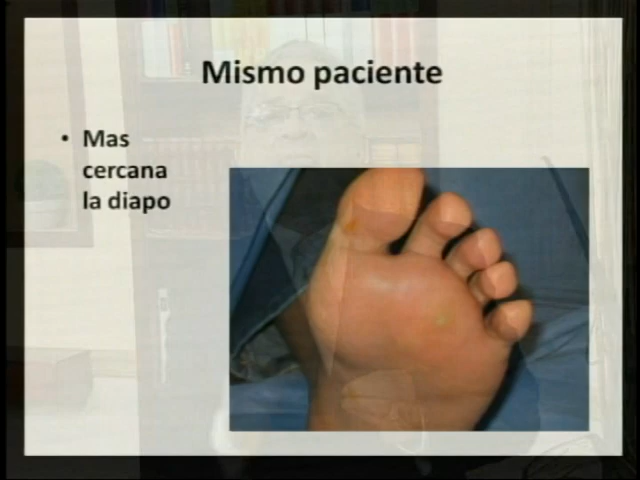 Mismo paciente
• Mas
cercana
la diapo